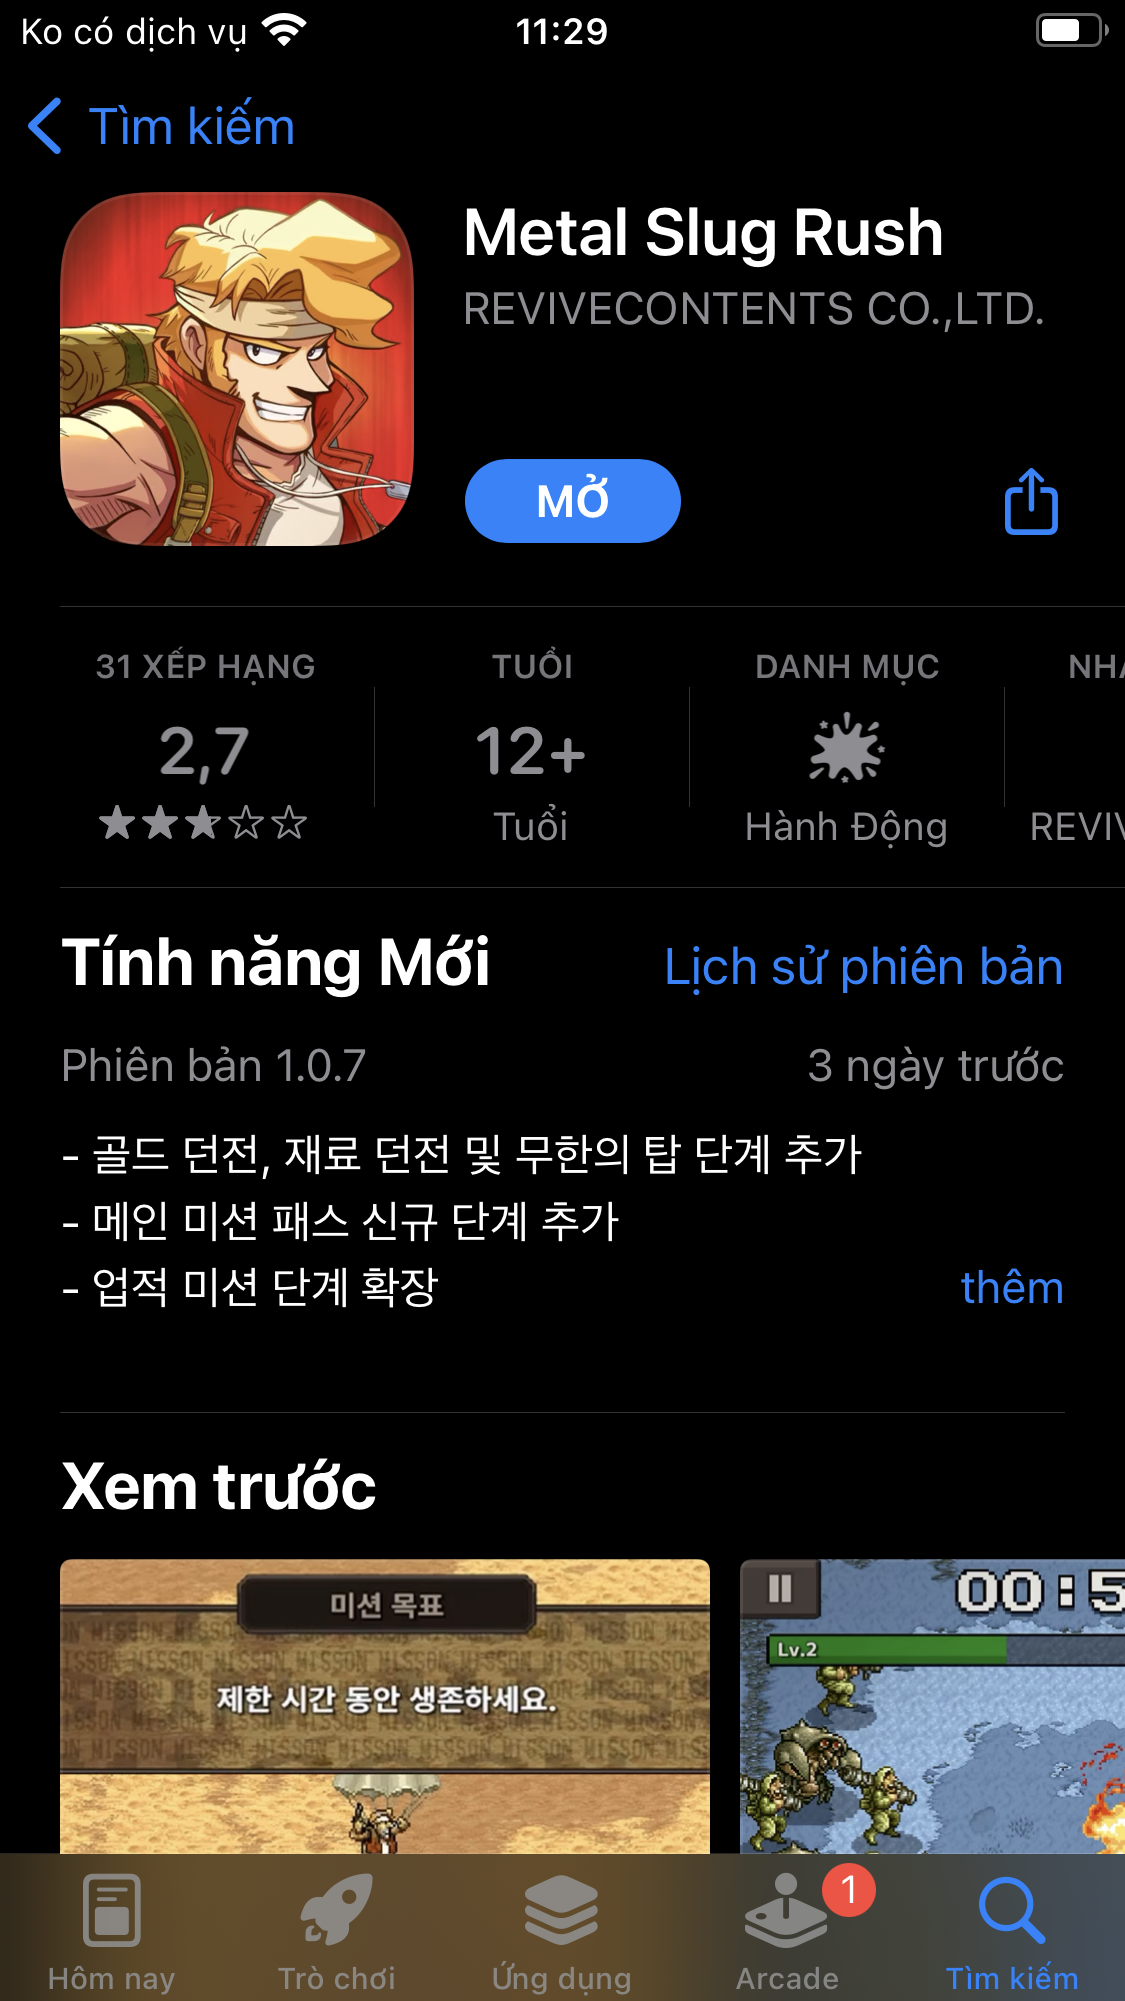 Ko có dịch vụ
11:29
Tìm kiếm
Metal Slug Rush
REVIVECONTENTS CO.,LTD.
MỞ
31 XẾP HẠNG
TUỔI
DANH MỤC
NHÀ
2,7
12+
Tuổi
Hành Động
REVIV
Tính năng Mới
Lịch sử phiên bản
Phiên bản 1.0.7
3 ngày trước
- 골드 던전, 재료 던전 및 무한의 탑 단계 추가
- 메인 미션 패스 신규 단계 추가
- 업적 미션 단계 확장
thêm
Xem trước
미션 목표
제한 시간 동안 생존하세요.
00:5
Lv.2
Hôm nay
Trò chơi
Ứng dụng
Arcade
1
Tìm kiếm